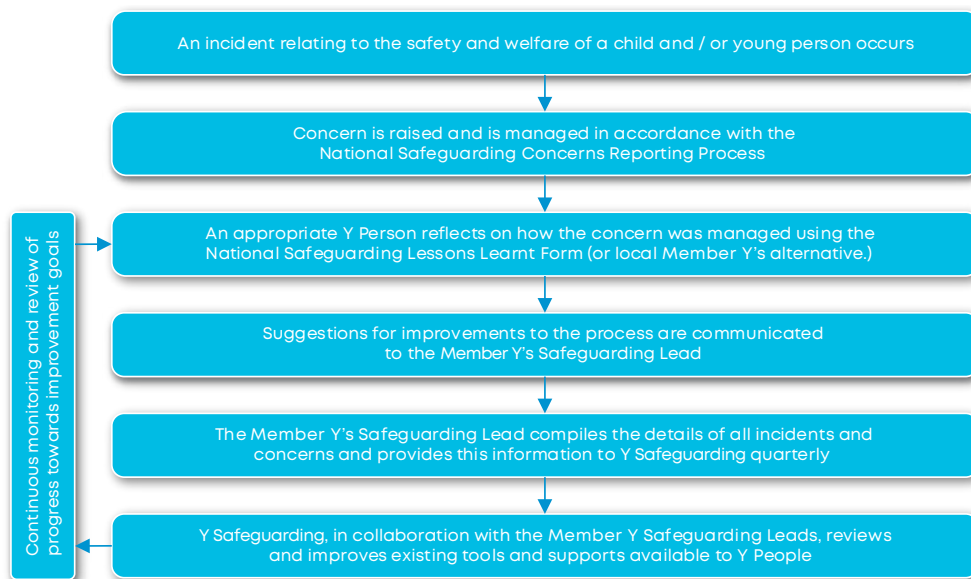 An incident relating to the safety and welfare of a child and / or young person occurs
Concern is raised and is managed in accordance with the
National Safeguarding Concerns Reporting Process
An appropriate Y Person reflects on how the concern was managed using the
National Safeguarding Lessons Learnt Form (or local Member Y's alternative.)
Suggestions for improvements to the process are communicated
to the Member Y's Safeguarding Lead
The Member Y's Safeguarding Lead compiles the details of all incidents and
concerns and provides this information to Y Safeguarding quarterly
Y Safeguarding, in collaboration with the Member Y Safeguarding Leads, reviews
and improves existing tools and supports available to Y People
Continuous monitoring and review of
progress towards improvement goals